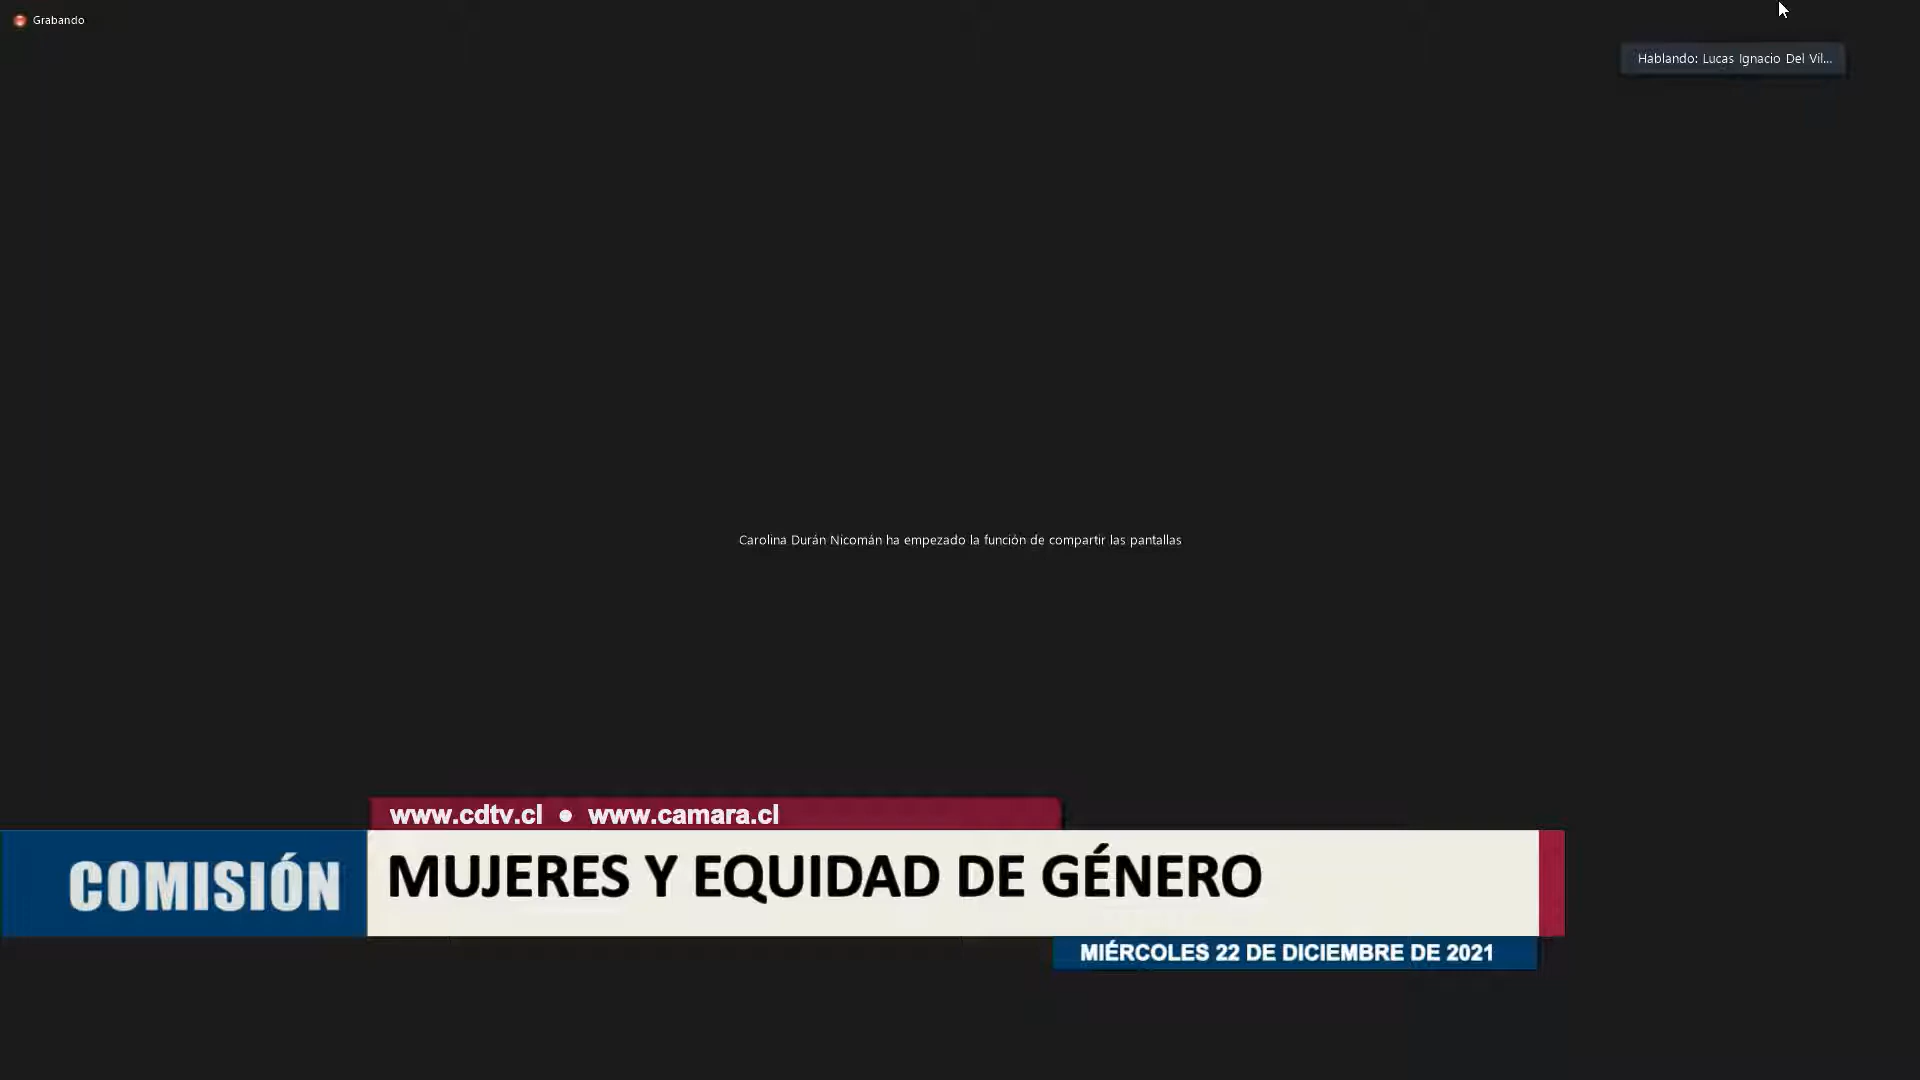 Grabando
Hablando: Lucas Ignacio Del Vil...
Carolina Durán Nicomán ha empezado la función de compartir las pantallas
www.cdtv.cl ● www.camara.cl
COMISIÓN
MUJERES Y EQUIDAD DE GÉNERO
MIÉRCOLES 22 DE DICIEMBRE DE 2021